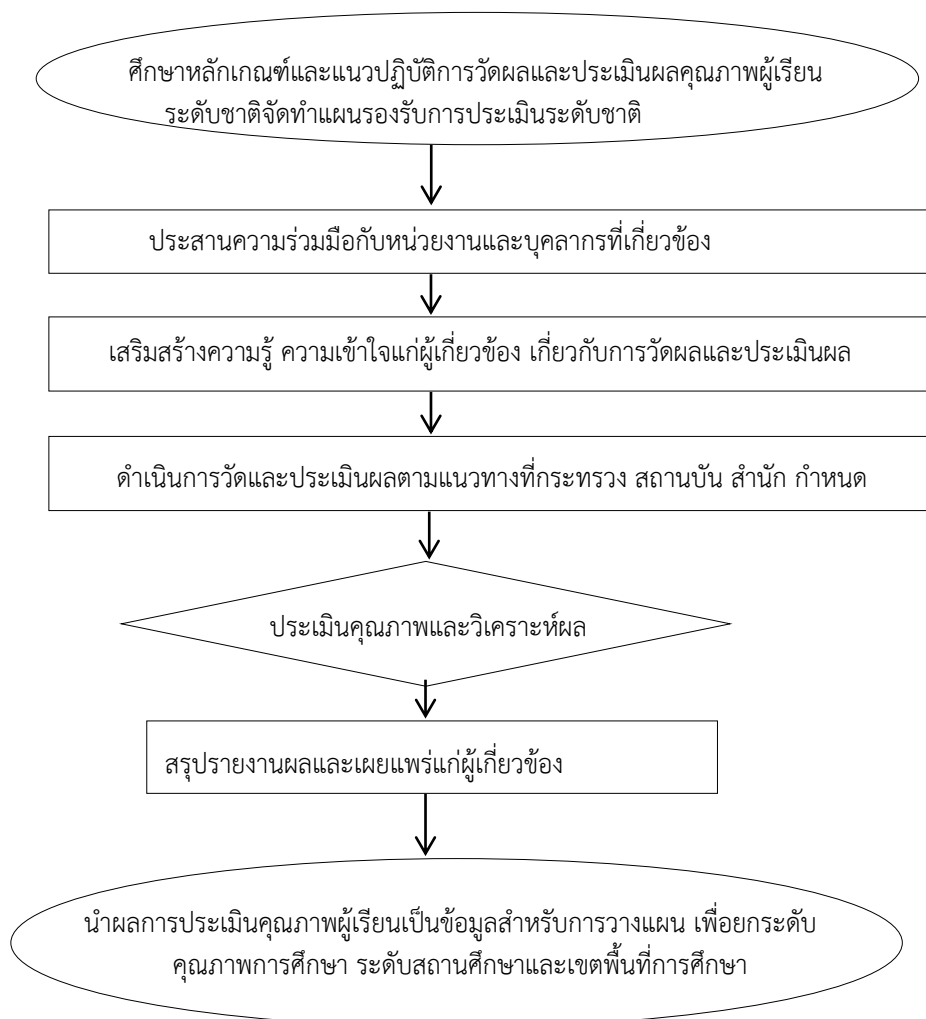 ศึกษาหลักเกณฑ์และแนวปฏิบัติการวัดผลและประเมินผลคุณภาพผู้เรียน
ระดับชาติจัดทำแผนรองรับการประเมินระดับชาติ
ประสานความร่วมมือกับหน่วยงานและบุคลากรที่เกี่ยวข้อง
เสริมสร้างความรู้ ความเข้าใจแก่ผู้เกี่ยวข้อง เกี่ยวกับการวัดผลและประเมินผล
ดำเนินการวัดและประเมินผลตามแนวทางที่กระทรวง สถานบัน สำนัก กำหนด
ประเมินคุณภาพและวิเคราะห์ผล
สรุปรายงานผลและเผยแพร่แก่ผู้เกี่ยวข้อง
นำผลการประเมินคุณภาพผู้เรียนเป็นข้อมูลสำหรับการวางแผน เพื่อยกระดับ
คุณภาพการศึกษา ระดับสถานศึกษาและเขตพื้นที่การศึกษา